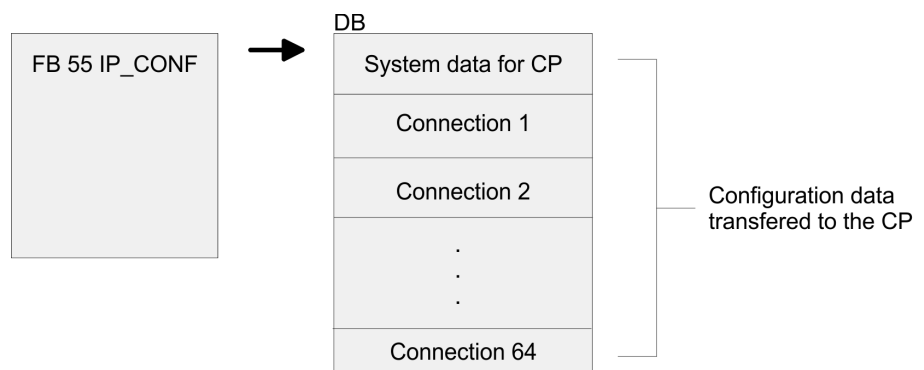 DB
FB 55 IP_CONF
System data for CP
Connection 1
Connection 2
.
.
.
Connection 64
Configuration data
transfered to the CP